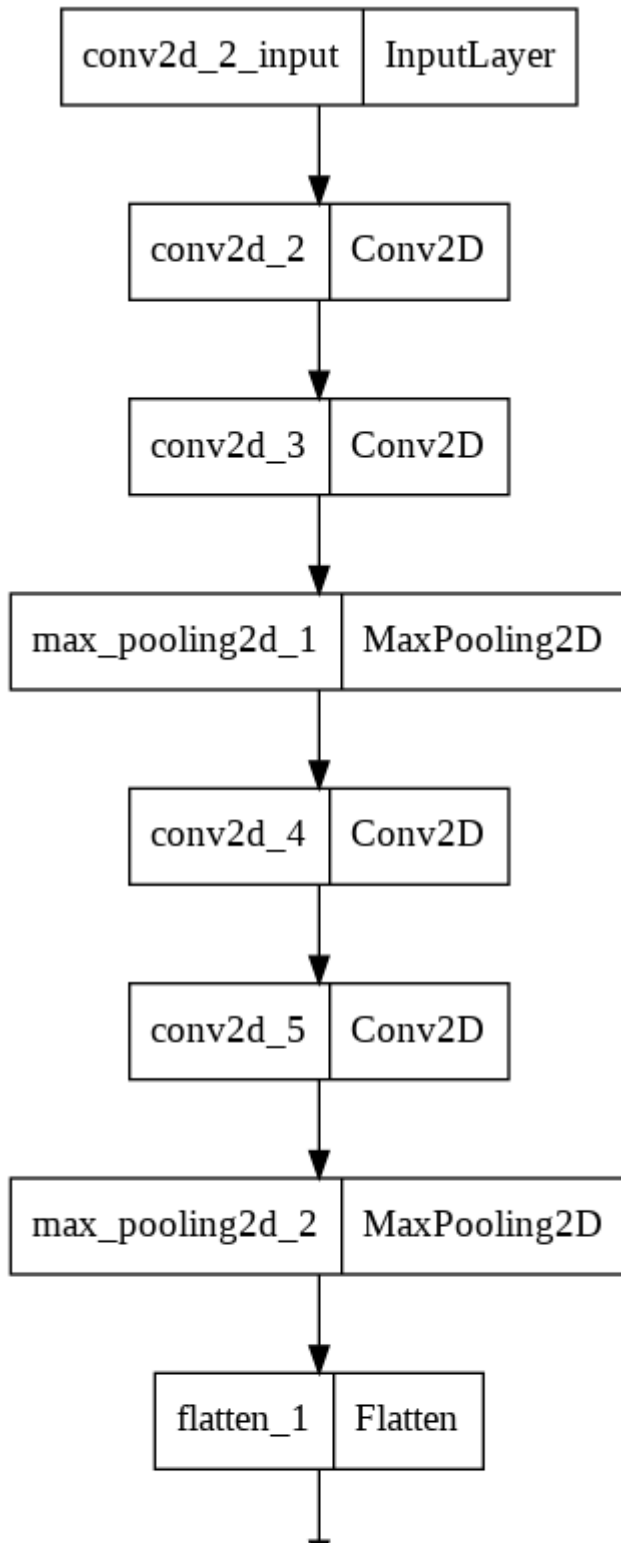 conv2d_2_input InputLayer
conv2d_2 Conv2D
conv2d_3 Conv2D
max_pooling2d_1 MaxPooling2D
conv2d_4 Conv2D
conv2d_5 Conv2D
max_pooling2d_2 MaxPooling2D
flatten_1 Flatten